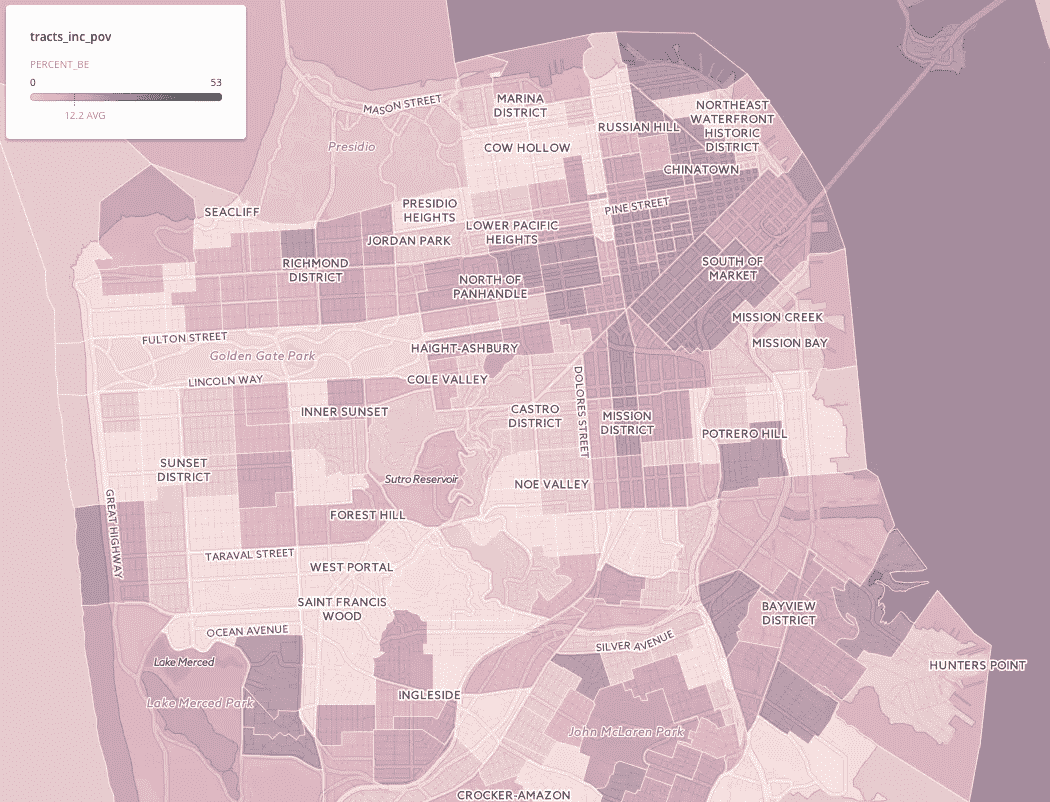 tracts_inc_pov
PERCENT_BE
0
53
12.2 AVG
MASON STREET
MARINA
DISTRICT
RUSSIAN HILL
NORTHEAST
WATERFRONT
HISTORIC
DISTRICT
Presidio
COW HOLLOW
CHINATOWN
SEACLIFF
PRESIDIO
HEIGHTS
PINE STREET
LOWER PACIFIC
HEIGHTS
JORDAN PARK
RICHMOND
DISTRICT
NORTH OF
PANHANDLE
SOUTH OF
MARKET
MISSION CREEK
MISSION BAY
FULTON STREET
Golden Gate Park
HAIGHT-ASHBURY
LINCOLN WAY
COLE VALLEY
DOLORES STREET
INNER SUNSET
CASTRO
DISTRICT
MISSION
DISTRICT
POTRERO HILL
SUNSET
DISTRICT
Sutro Reservoir
NOE VALLEY
GREAT HIGHWAY
FOREST HILL
TARAVAL STREET
WEST PORTAL
SAINT FRANCIS
WOOD
BAYVIEW
DISTRICT
OCEAN AVENUE
SILVER AVENUE
Lake Merced
HUNTERS POINT
Lake Merced Park
INGLESIDE
John McLaren Park
CROCKER-AMAZON